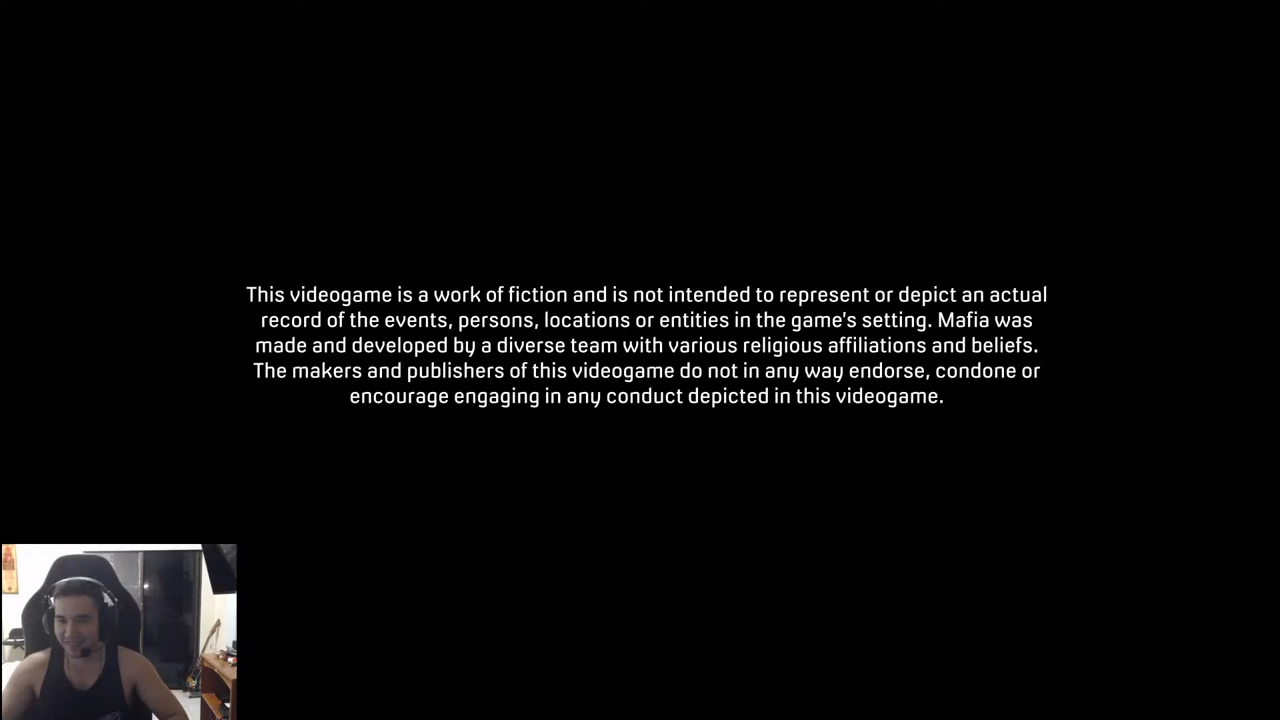 This videogame is a work of fiction and is not intended to represent or depict an actual
record of the events, persons, locations or entities in the game's setting. Mafia was
made and developed by a diverse team with various religious affiliations and beliefs.
The makers and publishers of this videogame do not in any way endorse, condone or
encourage engaging in any conduct depicted in this videogame.